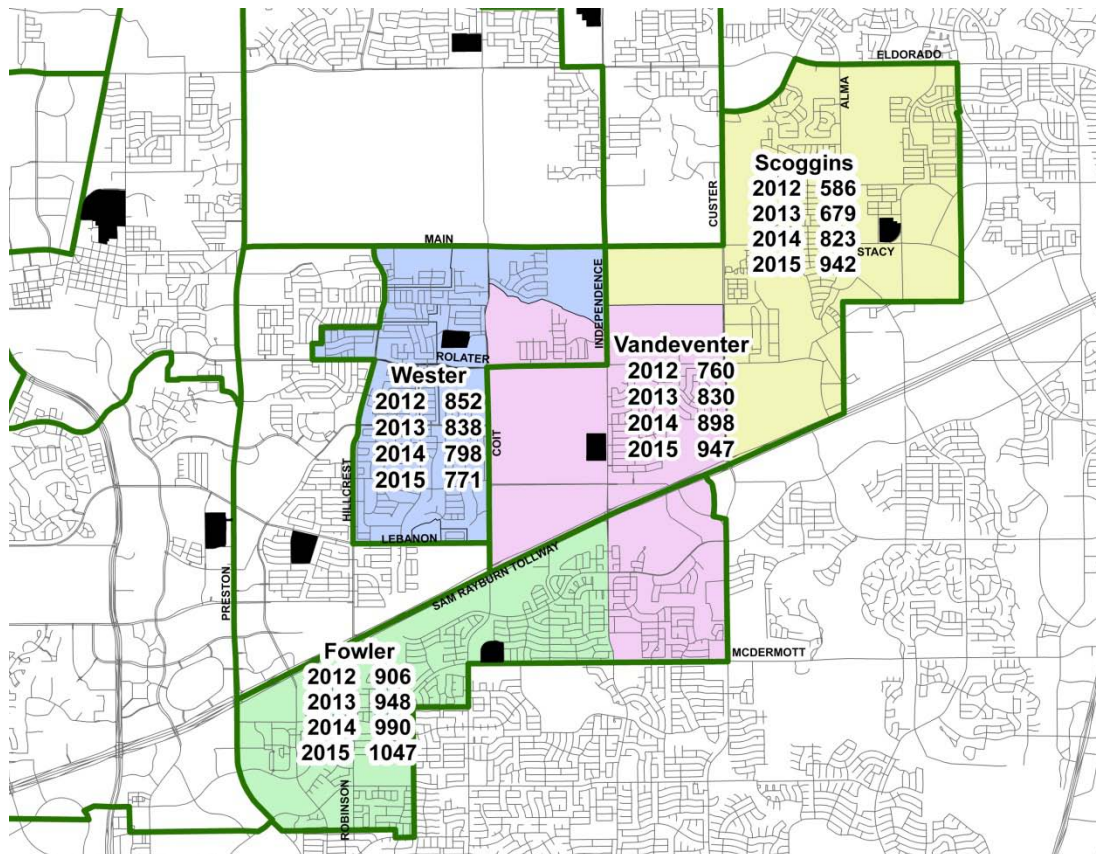 ELDORADO
ALMA
Scoggins
2012 586
2013 679
2014 823
2015 942
CUSTER
STACY
MAIN
INDEPENDENCE
Vandeventer
2012 760
2013 830
2014 898
2015 947
ROLATER
Wester
2012 852
2013 838
2014 798
2015 771
COIT
HILLCREST
LEBANON
SAM RAYBURN TOLLWAY
PRESTON
MCDERMOTT
Fowler
2012 906
2013 948
2014 990
2015 1047
ROBINSON